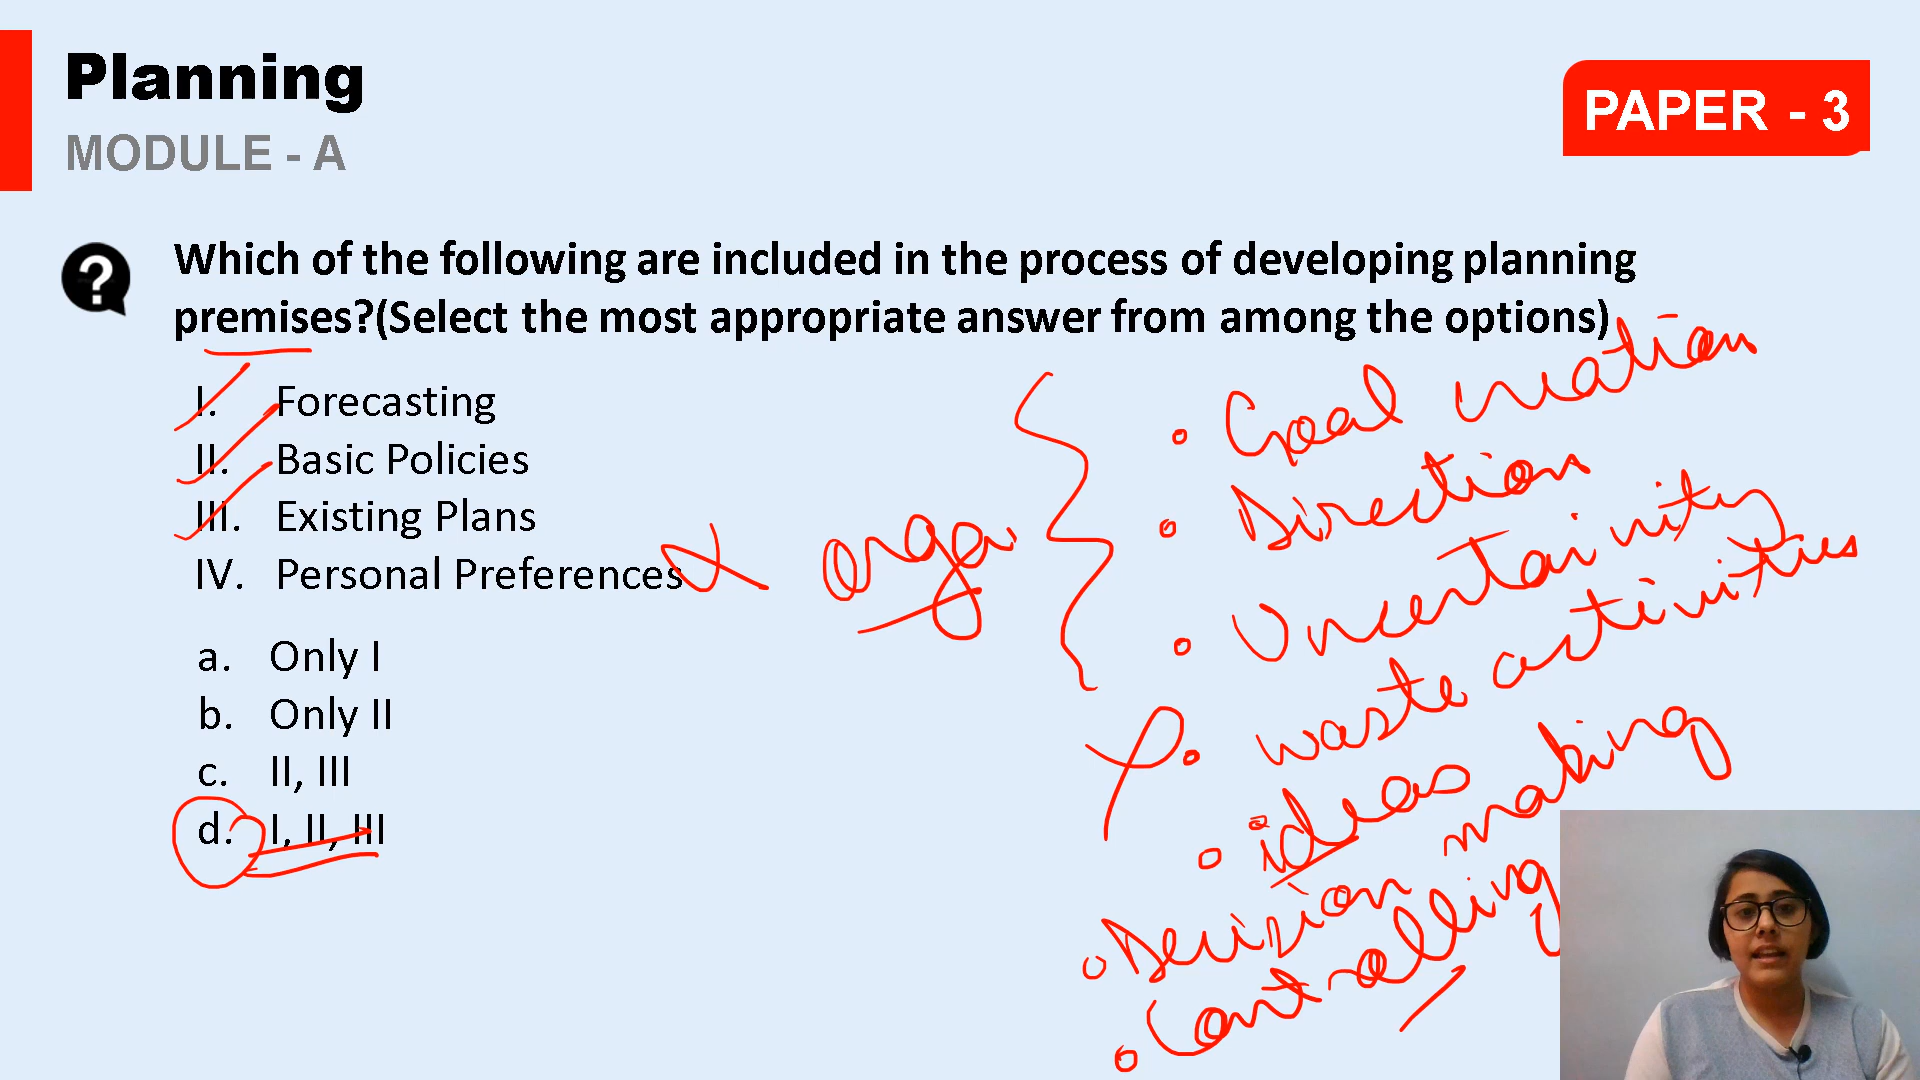 Planning
MODULE - A
PAPER - 3
Which of the following are included in the process of developing planning
premises?(Select the most appropriate answer from among the options)
I. Forecasting
II. Basic Policies
III. Existing Plans
IV. Personal Preferences
a. Only I
b. Only II
c. II, III
d. I, II, III
orga
Goal creation
Direction
Uncertainity
waste activities
ideas
Decision making
Controlling